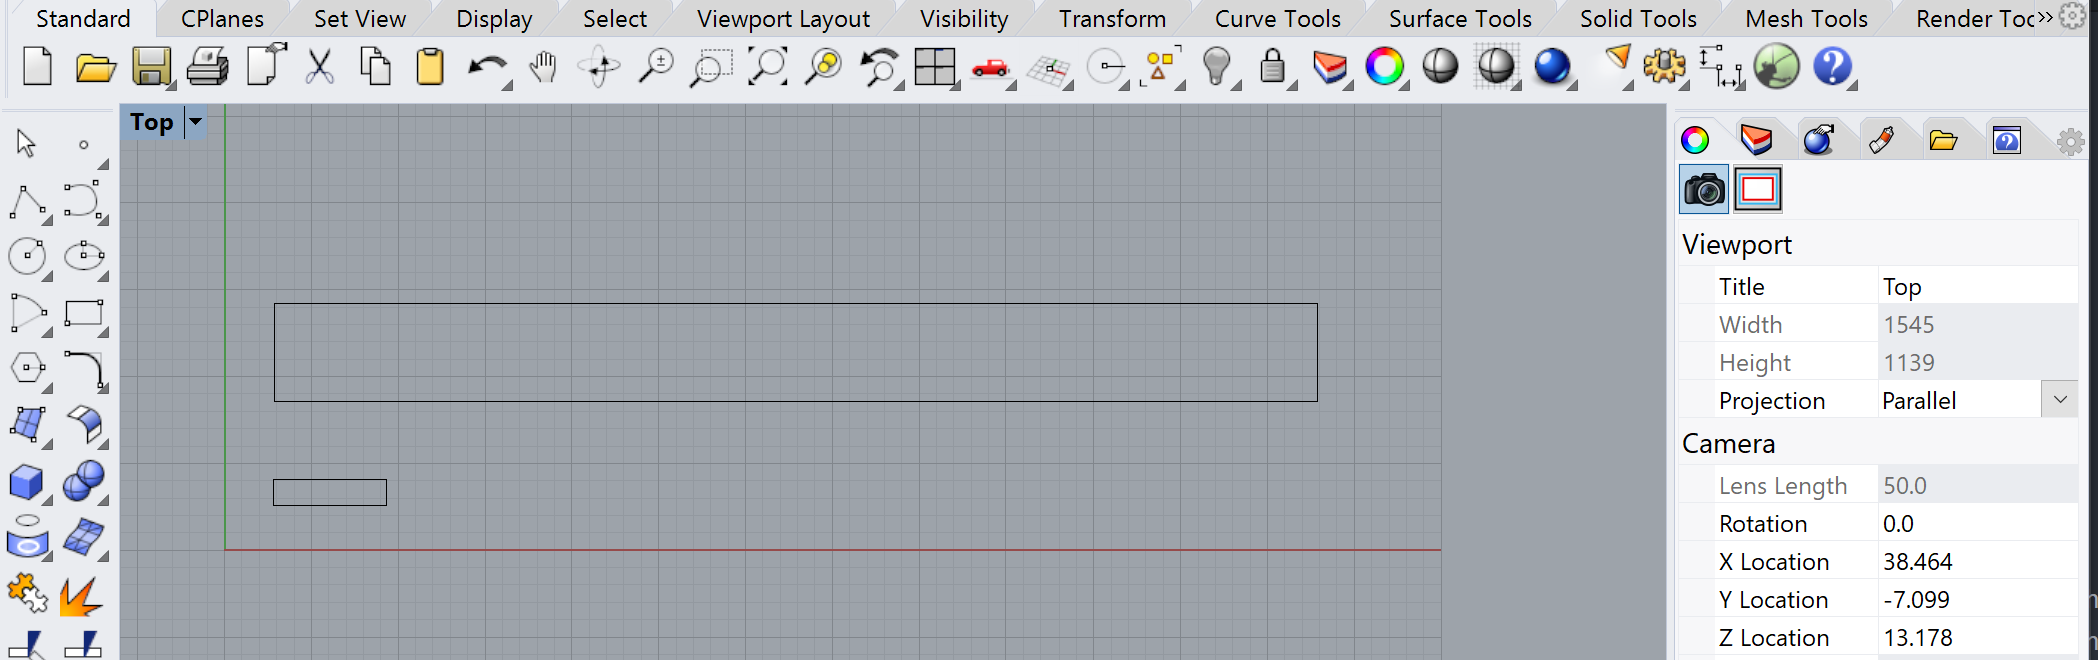 Standard CPlanes Set View Display Select Viewport Layout Visibility Transform Curve Tools Surface Tools Solid Tools Mesh Tools Render Toc »
Top
Viewport
Title Top
Width 1545
Height 1139
Projection Parallel
Camera
Lens Length 50.0
Rotation 0.0
X Location 38.464
Y Location -7.099
Z Location 13.178